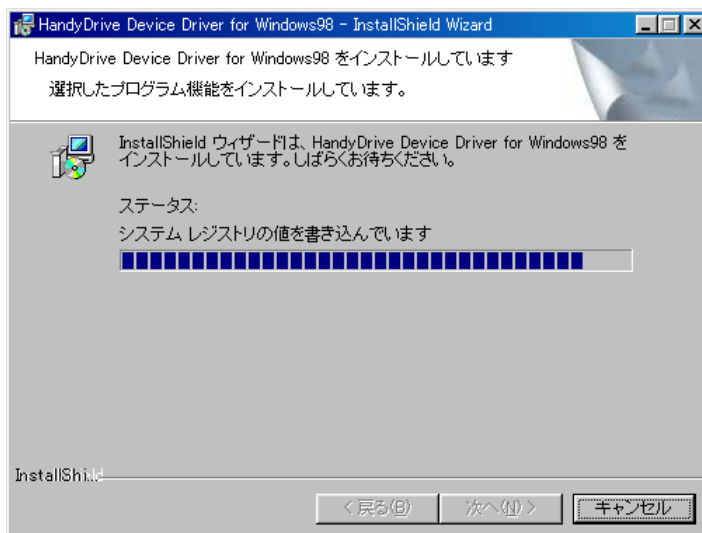 HandyDrive Device Driver for Windows98 - InstallShield Wizard
HandyDrive Device Driver for Windows98 をインストールしています
選択したプログラム機能をインストールしています。
InstallShield ウィザードは、HandyDrive Device Driver for Windows98 を
インストールしています。しばらくお待ちください。
ステータス:
システム レジストリの値を書き込んでいます
InstallShield
< 戻る(B)
次へ(N) >
キャンセル